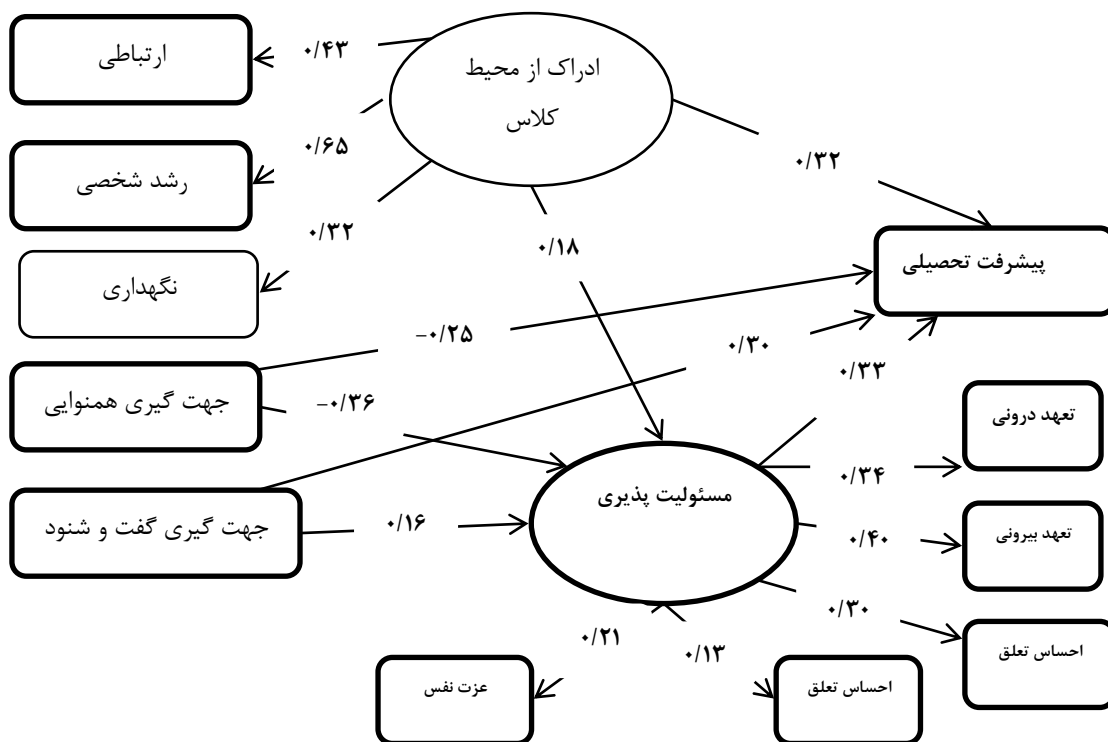 ارتباطی
۰/۴۳
ادراک از محیط
کلاس
۰/۶۵
رشد شخصی
۰/۳۲
۰/۳۲
نگهداری
۰/۱۸
پیشرفت تحصیلی
−۰/۲۵
۰/۳۰
۰/۳۳
جهت گیری همنوایی
−۰/۳۶
تعهد درونی
۰/۳۴
مسئولیت پذیری
جهت گیری گفت و شنود
۰/۱۶
۰/۴۰
تعهد بیرونی
۰/۳۰
احساس تعلق
۰/۲۱
۰/۱۳
عزت نفس
احساس تعلق